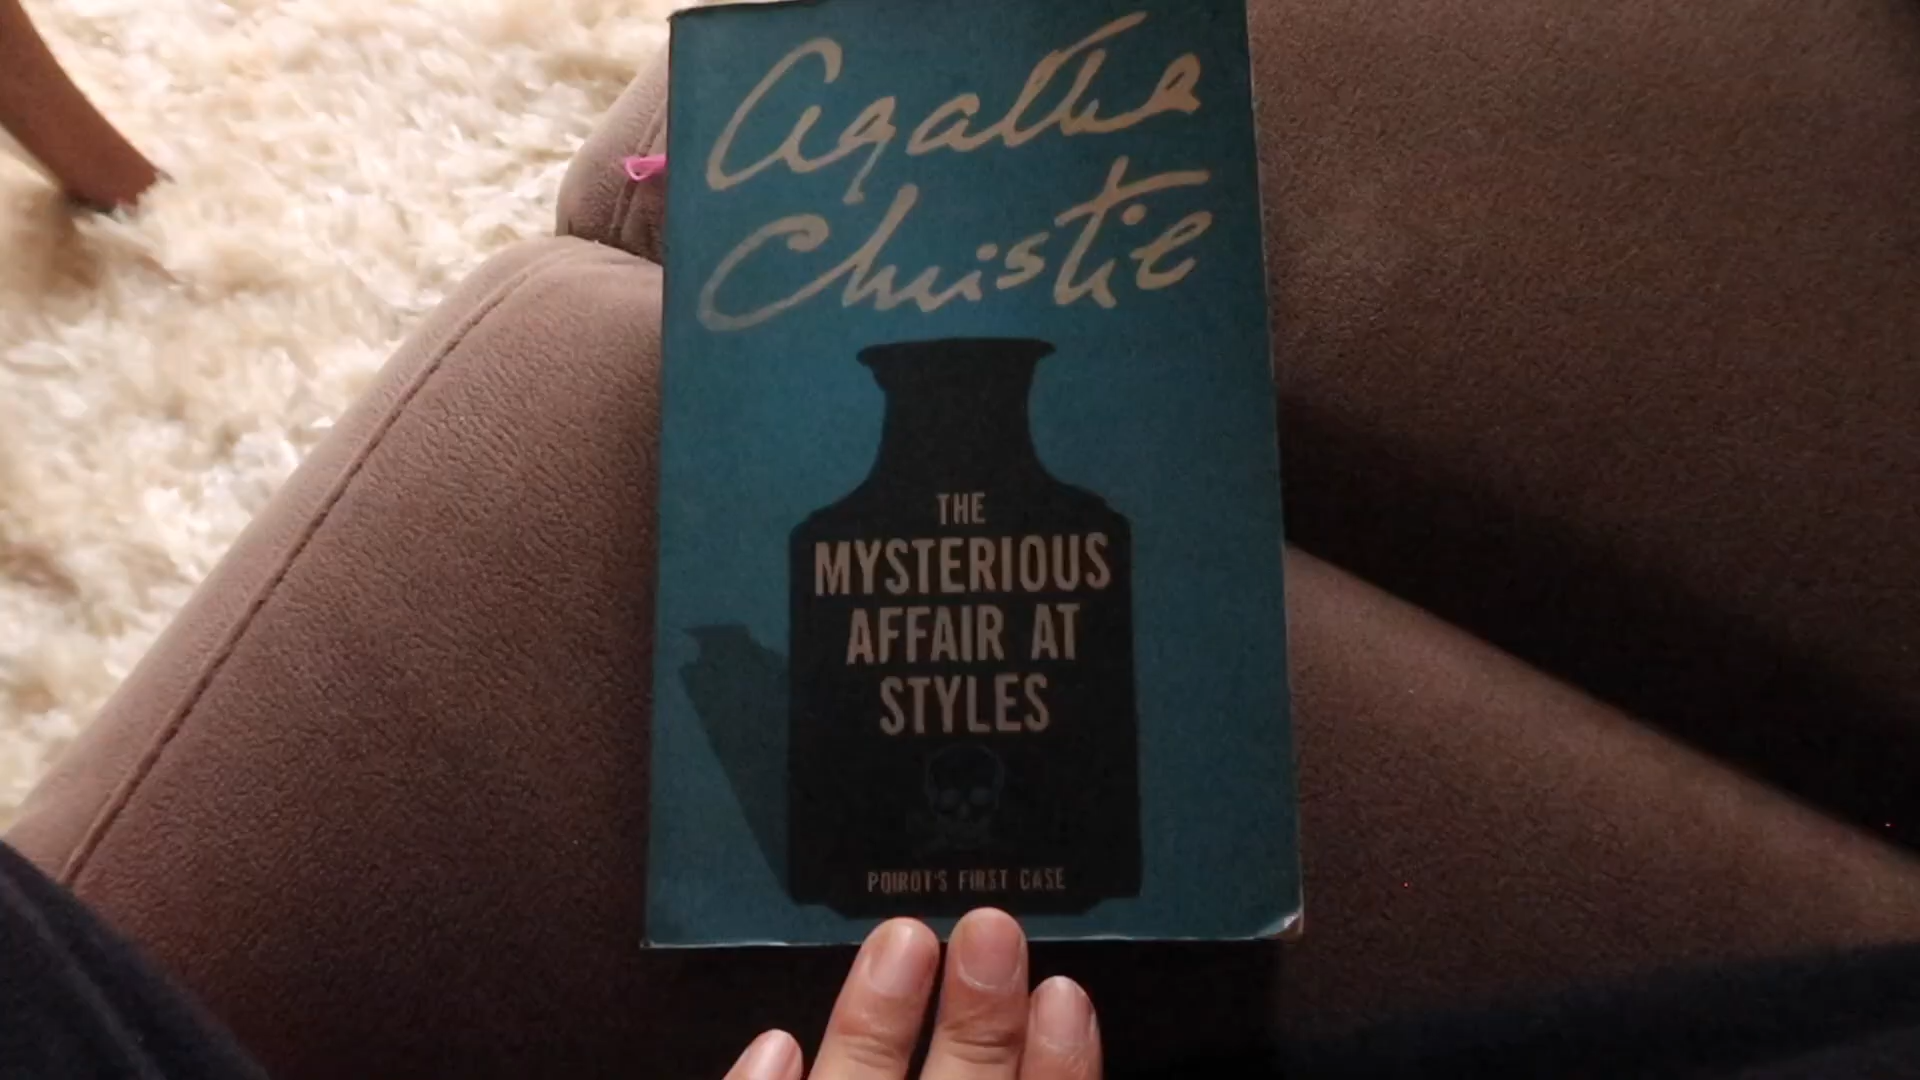 Agatha
Christie
THE
MYSTERIOUS
AFFAIR AT
STYLES
POIROT'S FIRST CASE